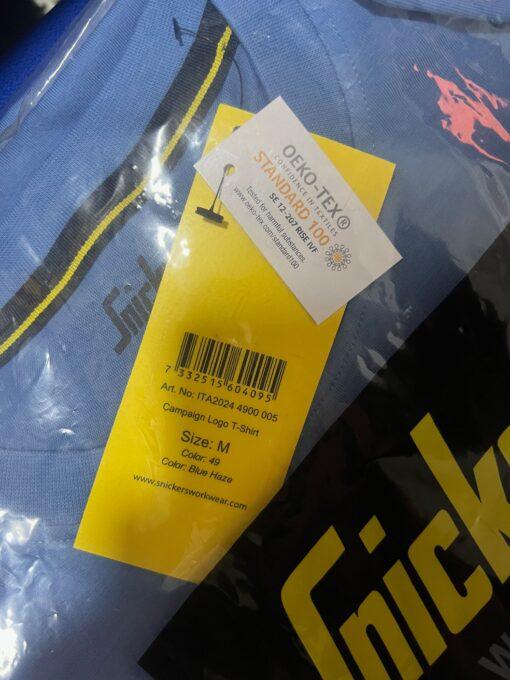 OEKO-TEX®
CONFIDENCE IN TEXTILES
STANDARD 100
SE 12-207 RISE IVF
Tested for harmful substances.
www.oeko-tex.com/standard100
Snickers
7 332515 604095
Art. No: ITA2024 4900 005
Campaign Logo T-Shirt
Size: M
Color: 49
Color: Blue Haze
www.snickersworkwear.com
Snick